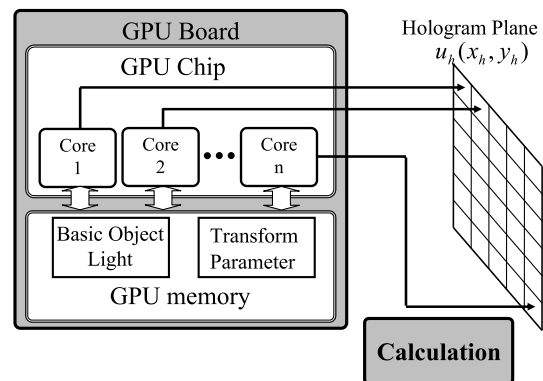 GPU Board
GPU Chip
Core
1
Core
2
•••
Core
n
Basic Object
Light
Transform
Parameter
GPU memory
Hologram Plane
u_h(x_h, y_h)
Calculation